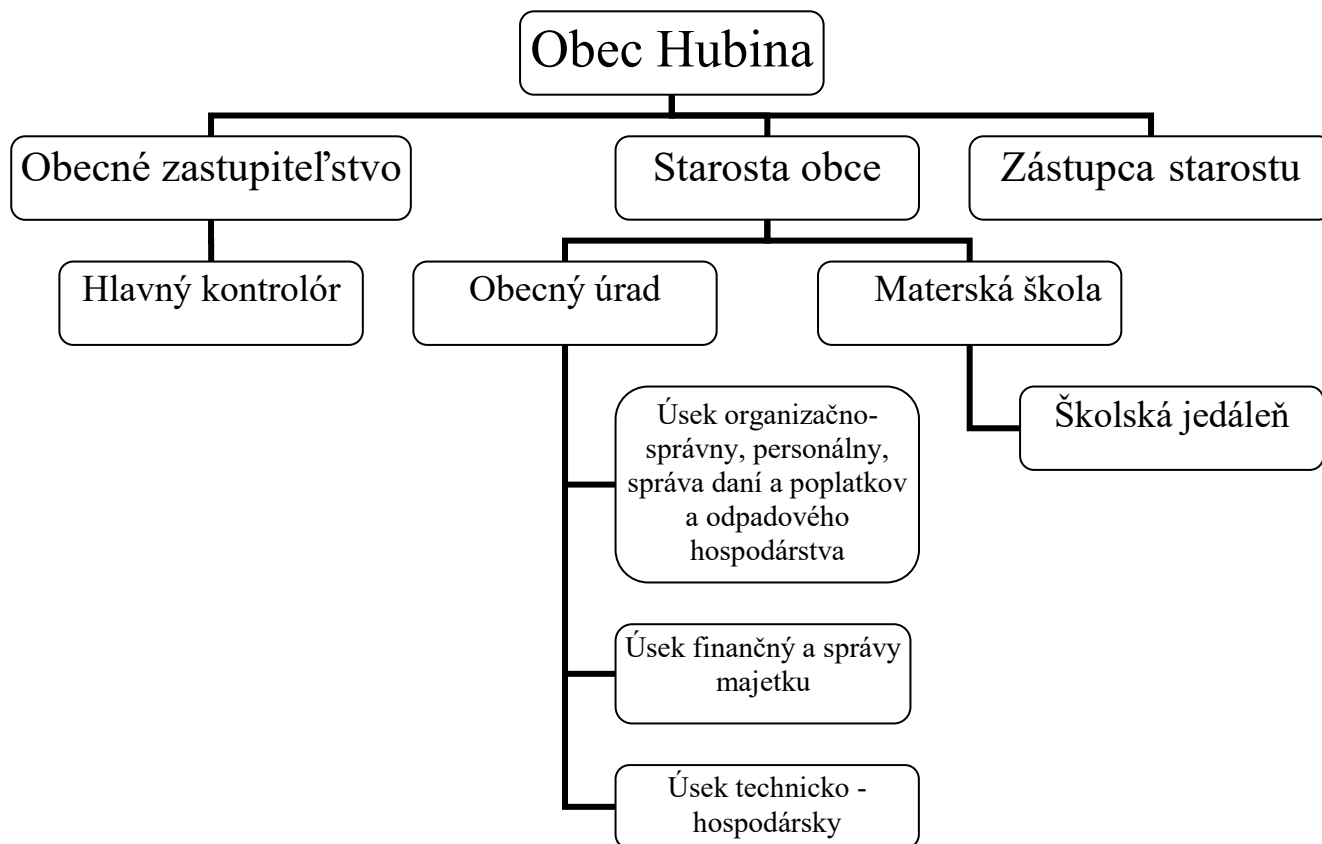 Obec Hubina
Obecné zastupiteľstvo
Starosta obce
Zástupca starostu
Hlavný kontrolór
Obecný úrad
Materská škola
Úsek organizačno-
správny, personálny,
správa daní a poplatkov
a odpadového
hospodárstva
Školská jedáleň
Úsek finančný a správy
majetku
Úsek technicko -
hospodársky